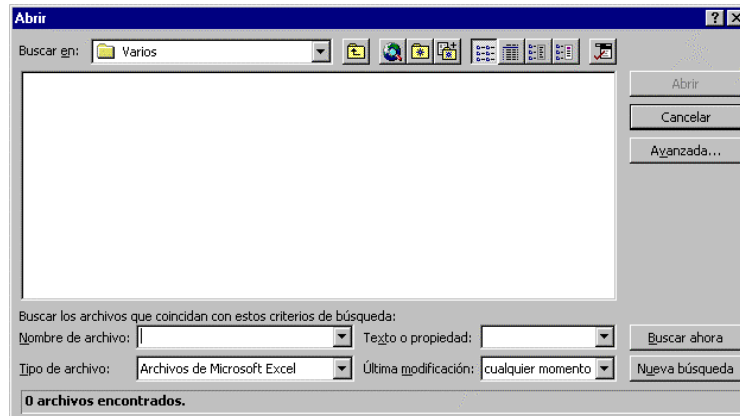 Abrir
Buscar en: Varios
Abrir
Cancelar
Avanzada...
Buscar los archivos que coincidan con estos criterios de búsqueda:
Nombre de archivo: Texto o propiedad: Buscar ahora
Tipo de archivo: Archivos de Microsoft Excel Última modificación: cualquier momento Nueva búsqueda
0 archivos encontrados.